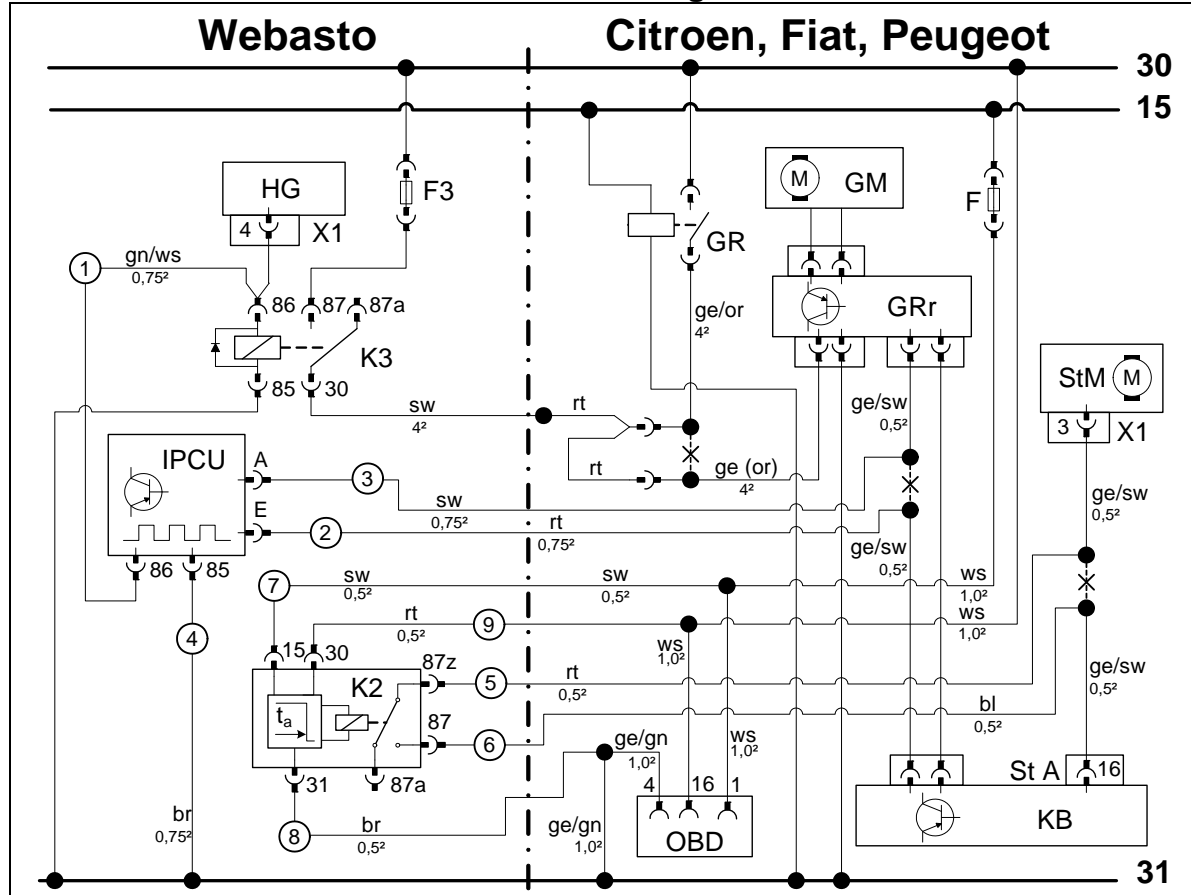 Webasto Citroen, Fiat, Peugeot
30
15
HG
4 X1
F3
M GM
F
GR
1 gn/ws
0,75²
86 87 87a
K3
85 30
ge/or
4²
GRr
StM M
3 X1
sw
4²
rt
rt
ge (or)
4²
ge/sw
0,5²
IPCU
A
3
sw
0,75²
E
2
rt
0,75²
ge/sw
0,5²
ge/sw
0,5²
86 85
7 sw
0,5²
sw
0,5²
ws
1,0²
4
rt
0,5²
9
ws
1,0²
ws
1,0²
15 30
K2
87z
5
rt
0,5²
ge/sw
0,5²
ta
87
6
bl
0,5²
ge/gn
1,0²
ws
1,0²
31 87a
4 16 1
OBD
St A 16
KB
br
0,75²
8 br
0,5²
ge/gn
1,0²
31